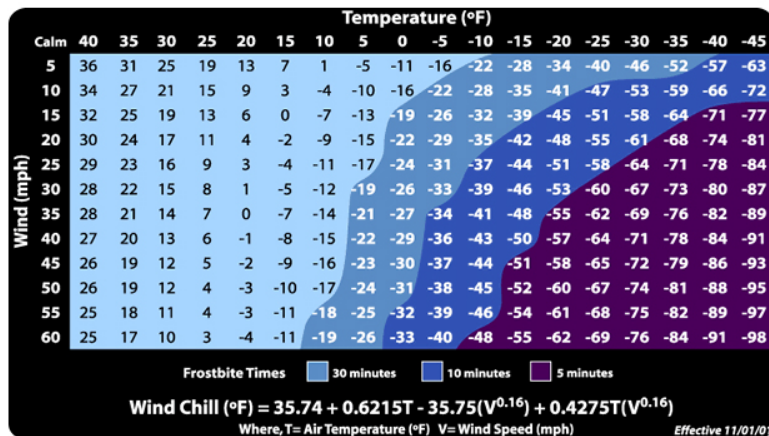 Temperature (ºF)
Calm 40 35 30 25 20 15 10 5 0 -5 -10 -15 -20 -25 -30 -35 -40 -45
5 36 31 25 19 13 7 1 -5 -11 -16 -22 -28 -34 -40 -46 -52 -57 -63
10 34 27 21 15 9 3 -4 -10 -16 -22 -28 -35 -41 -47 -53 -59 -66 -72
15 32 25 19 13 6 0 -7 -13 -19 -26 -32 -39 -45 -51 -58 -64 -71 -77
20 30 24 17 11 4 -2 -9 -15 -22 -29 -35 -42 -48 -55 -61 -68 -74 -81
25 29 23 16 9 3 -4 -11 -17 -24 -31 -37 -44 -51 -58 -64 -71 -78 -84
30 28 22 15 8 1 -5 -12 -19 -26 -33 -39 -46 -53 -60 -67 -73 -80 -87
35 28 21 14 7 0 -7 -14 -21 -27 -34 -41 -48 -55 -62 -69 -76 -82 -89
40 27 20 13 6 -1 -8 -15 -22 -29 -36 -43 -50 -57 -64 -71 -78 -84 -91
45 26 19 12 5 -2 -9 -16 -23 -30 -37 -44 -51 -58 -65 -72 -79 -86 -93
50 26 19 12 4 -3 -10 -17 -24 -31 -38 -45 -52 -60 -67 -74 -81 -88 -95
55 25 18 11 4 -3 -11 -18 -25 -32 -39 -46 -54 -61 -68 -75 -82 -89 -97
60 25 17 10 3 -4 -11 -19 -26 -33 -40 -48 -55 -62 -69 -76 -84 -91 -98
Wind (mph)
Frostbite Times 30 minutes 10 minutes 5 minutes
Wind Chill (ºF) = 35.74 + 0.6215T - 35.75(V^0.16) + 0.4275T(V^0.16)
Where, T= Air Temperature (ºF) V= Wind Speed (mph) Effective 11/01/01